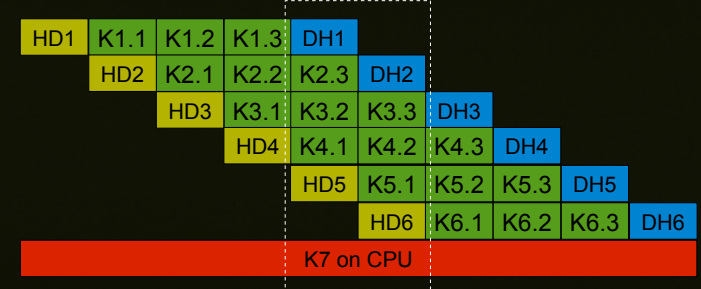 HD1 K1.1 K1.2 K1.3 DH1
HD2 K2.1 K2.2 K2.3 DH2
HD3 K3.1 K3.2 K3.3 DH3
HD4 K4.1 K4.2 K4.3 DH4
HD5 K5.1 K5.2 K5.3 DH5
HD6 K6.1 K6.2 K6.3 DH6
K7 on CPU